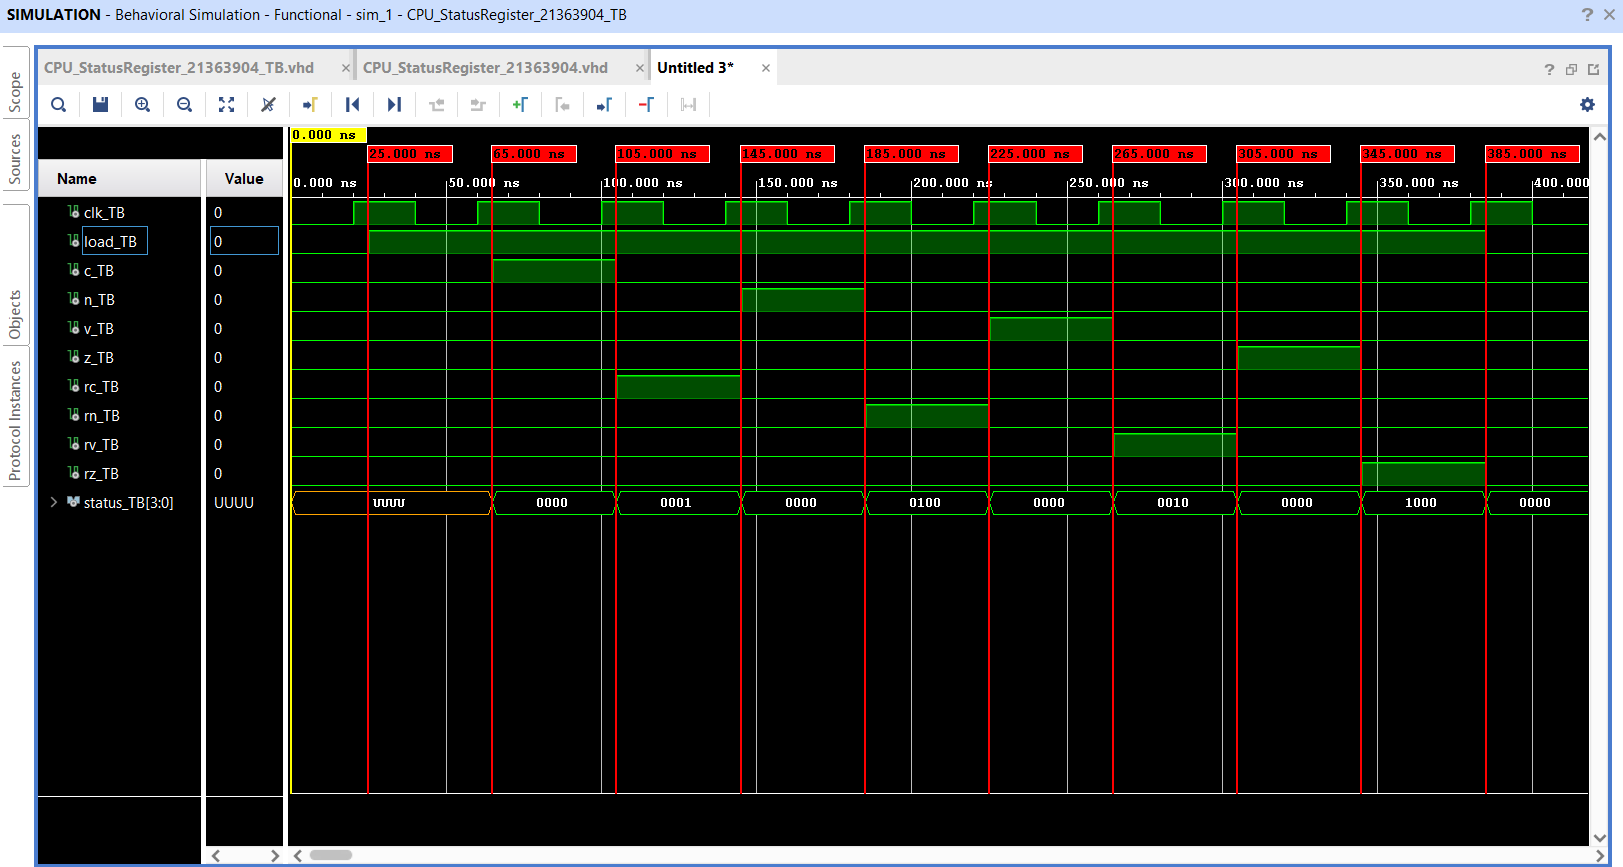 SIMULATION - Behavioral Simulation - Functional - sim_1 - CPU_StatusRegister_21363904_TB
? ×
Scope
Sources
Objects
Protocol Instances
CPU_StatusRegister_21363904_TB.vhd ×
CPU_StatusRegister_21363904.vhd ×
Untitled 3* ×
?
0.000 ns
25.000 ns 65.000 ns 105.000 ns 145.000 ns 185.000 ns 225.000 ns 265.000 ns 305.000 ns 345.000 ns 385.000 ns
Name Value
0.000 ns 50.000 ns 100.000 ns 150.000 ns 200.000 ns 250.000 ns 300.000 ns 350.000 ns 400.000
clk_TB 0
load_TB 0
c_TB 0
n_TB 0
v_TB 0
z_TB 0
rc_TB 0
rn_TB 0
rv_TB 0
rz_TB 0
status_TB[3:0] UUUU UUUU 0000 0001 0000 0100 0000 0010 0000 1000 0000